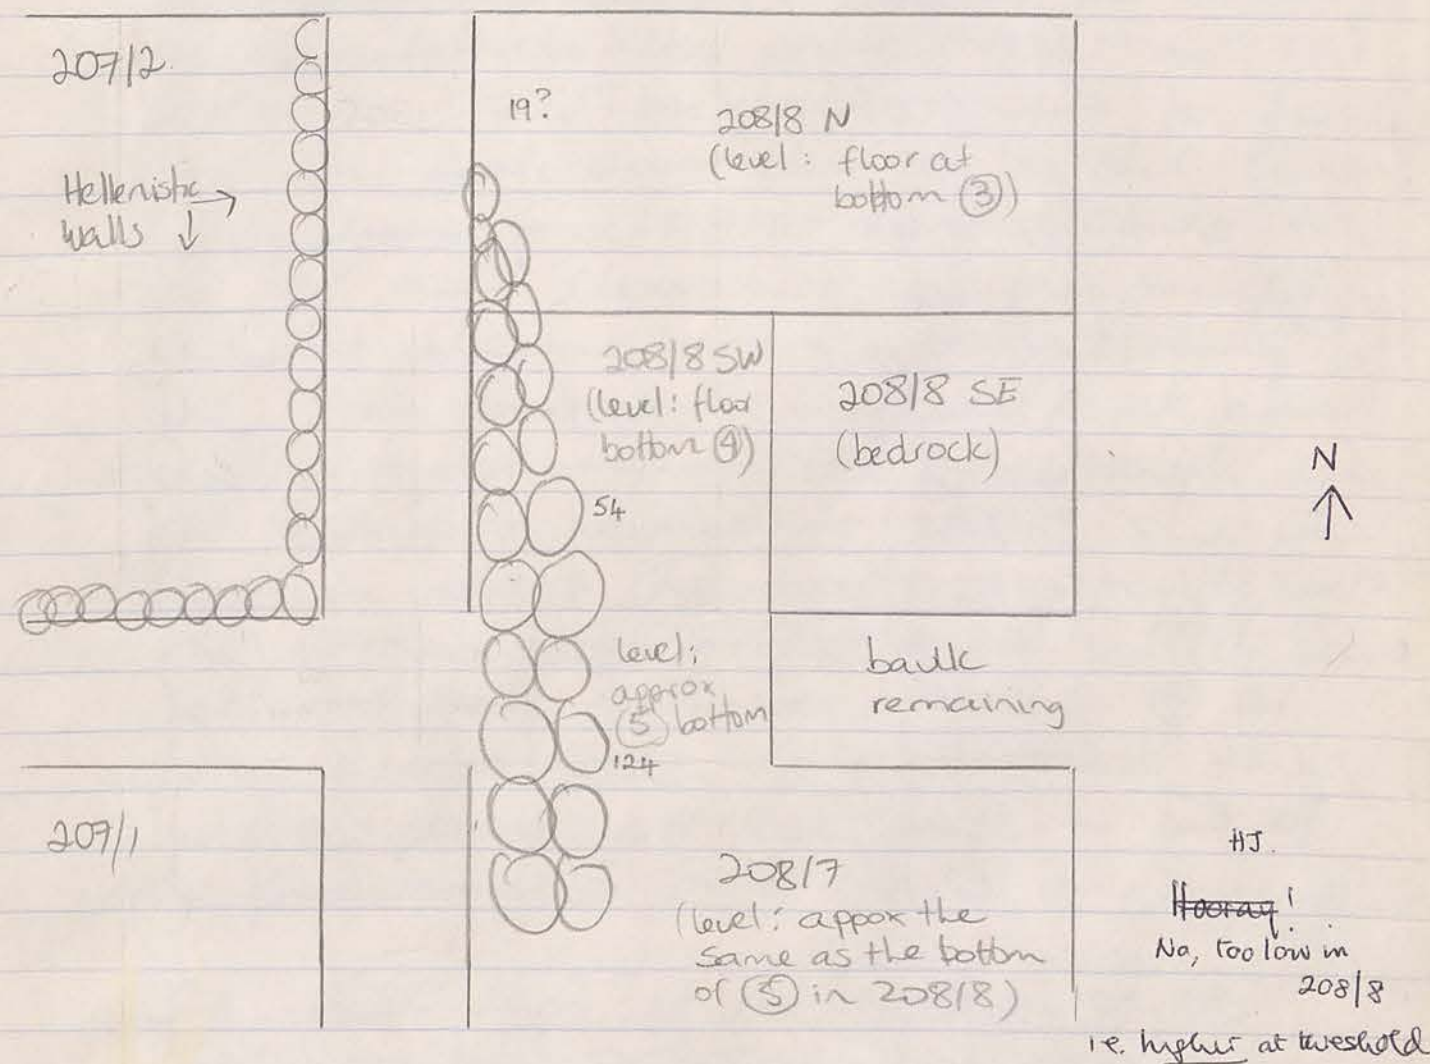 207/2
Hellenistic →
walls ↓
19?
208/8 N
(level: floor at
bottom ③)
208/8 SW
(level: floor
bottom ④)
208/8 SE
(bedrock)
54
N
level:
approx
⑤ bottom
124
baulk
remaining
207/1
208/7
(level: appox the
same as the bottom
of ⑤ in 208/8)
HJ.
Hooray!
No, too low in
208/8
i.e. higher at threshold